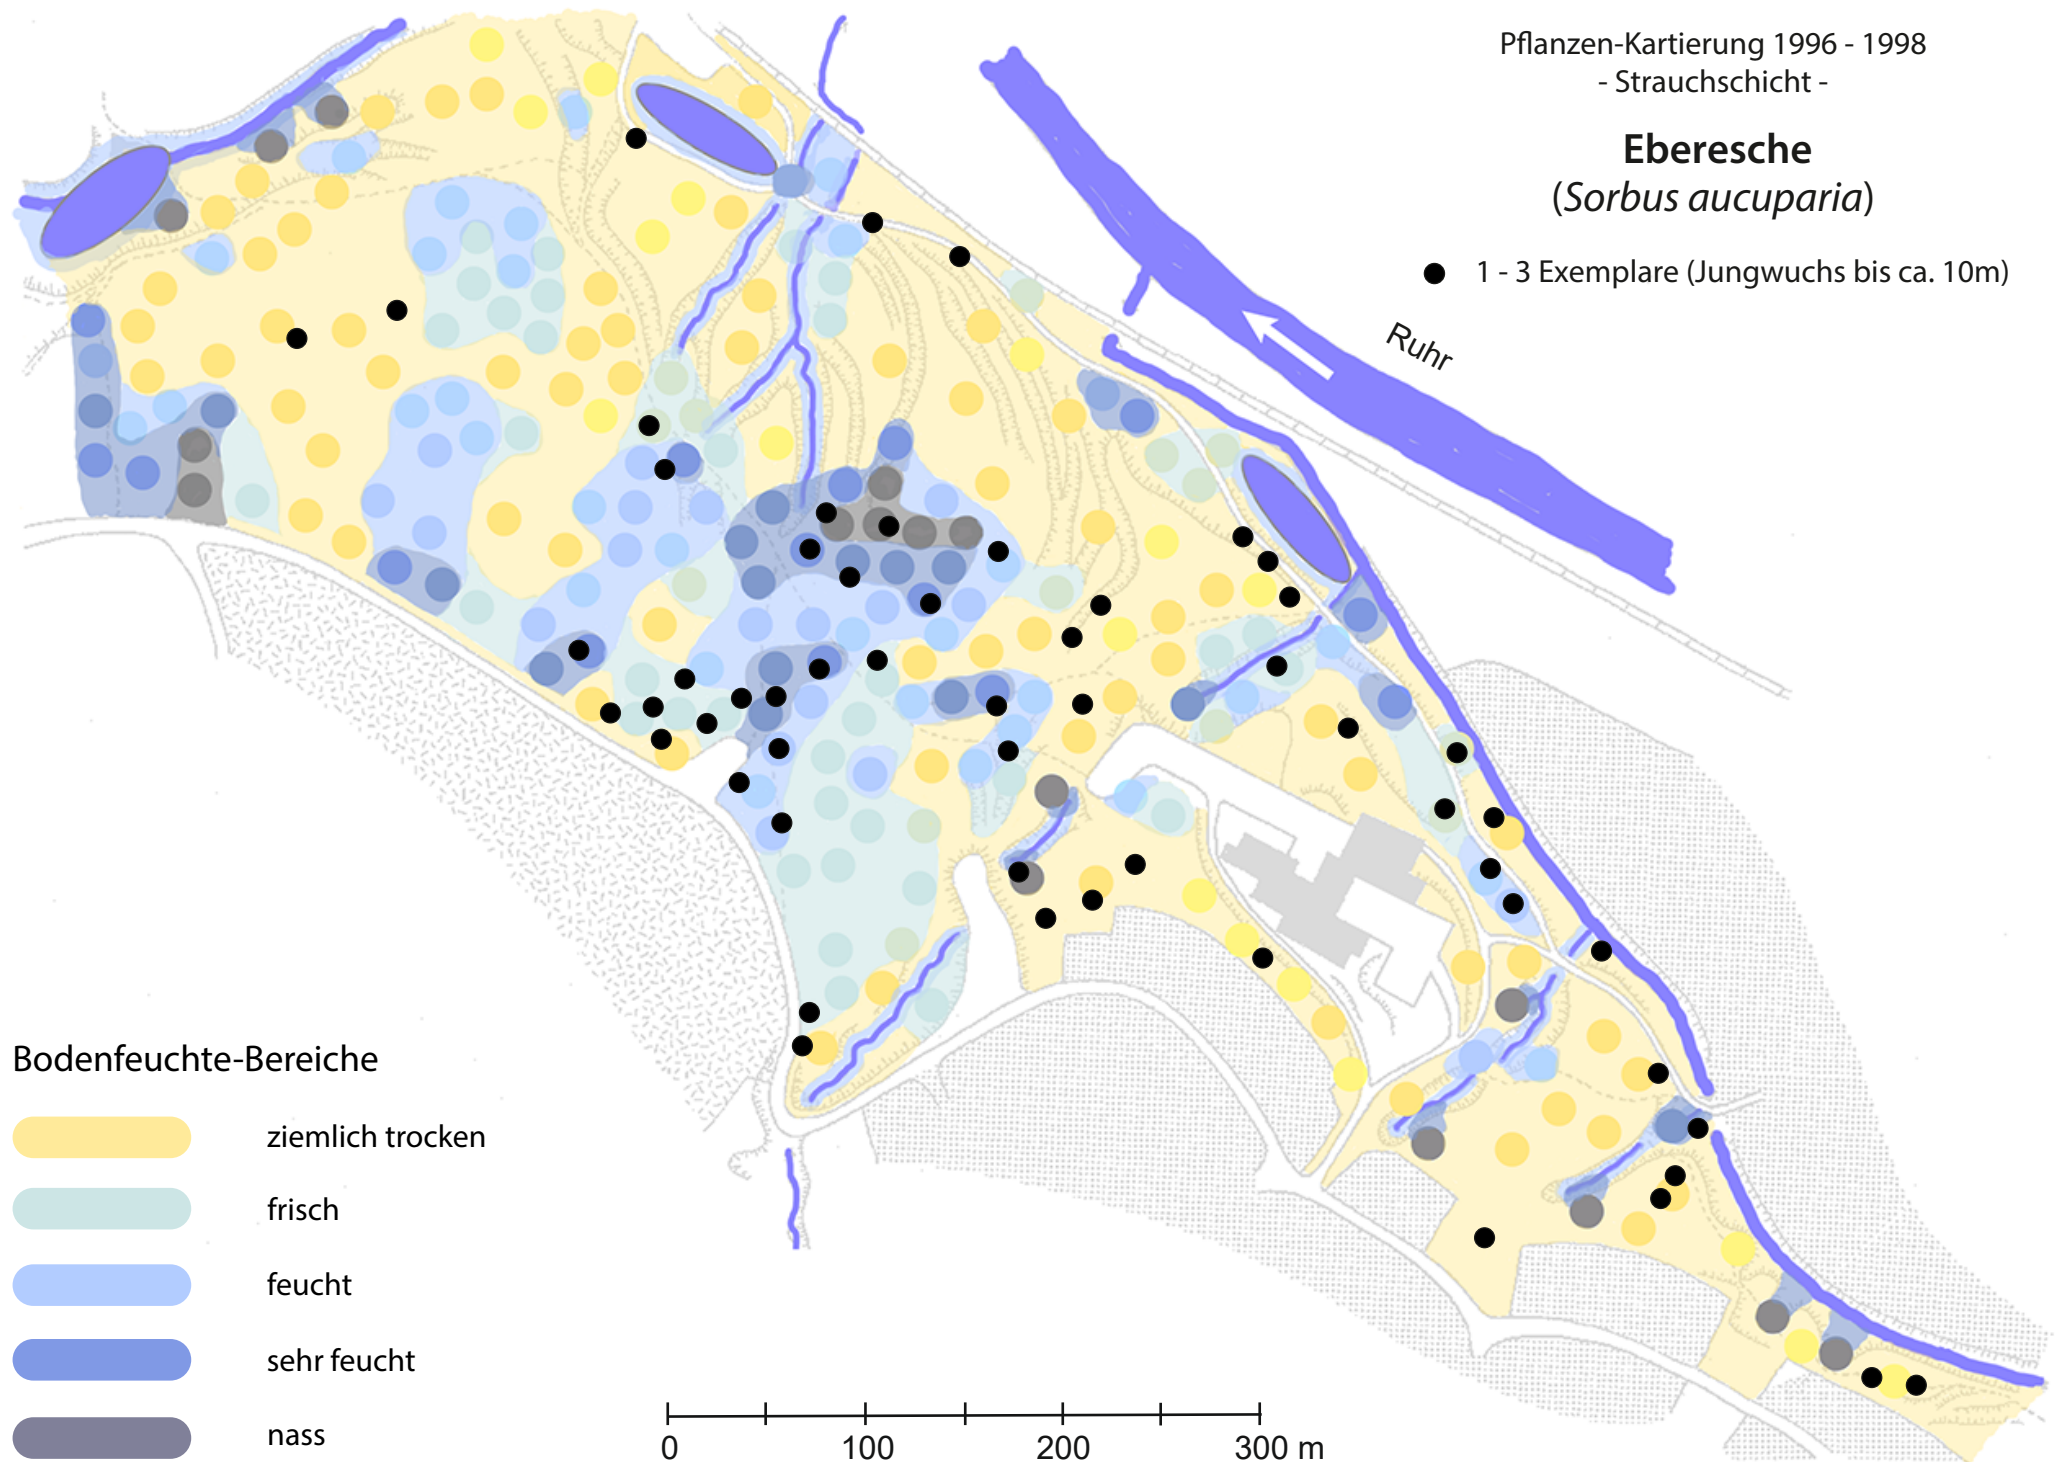 Pflanzen-Kartierung 1996 - 1998
- Strauchschicht -
Eberesche
(Sorbus aucuparia)
1 - 3 Exemplare (Jungwuchs bis ca. 10m)
Ruhr
Bodenfeuchte-Bereiche
ziemlich trocken
frisch
feucht
sehr feucht
nass
0 100 200 300 m